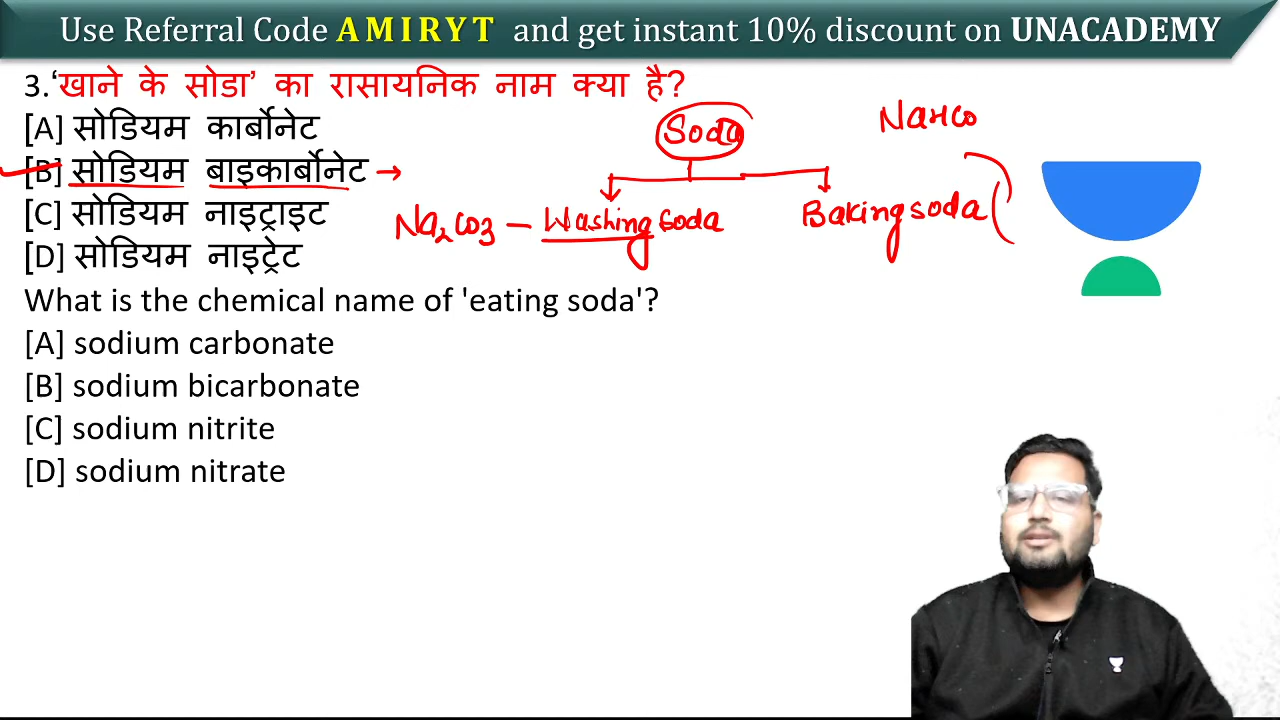 Use Referral Code AMIRYT and get instant 10% discount on UNACADEMY
3.‘खाने के सोडा’ का रासायनिक नाम क्या है?
[A] सोडियम कार्बोनेट
[B] सोडियम बाइकार्बोनेट
[C] सोडियम नाइट्राइट
[D] सोडियम नाइट्रेट
Soda
NaHCO
Na2CO3 – Washing soda
Baking soda
What is the chemical name of 'eating soda'?
[A] sodium carbonate
[B] sodium bicarbonate
[C] sodium nitrite
[D] sodium nitrate